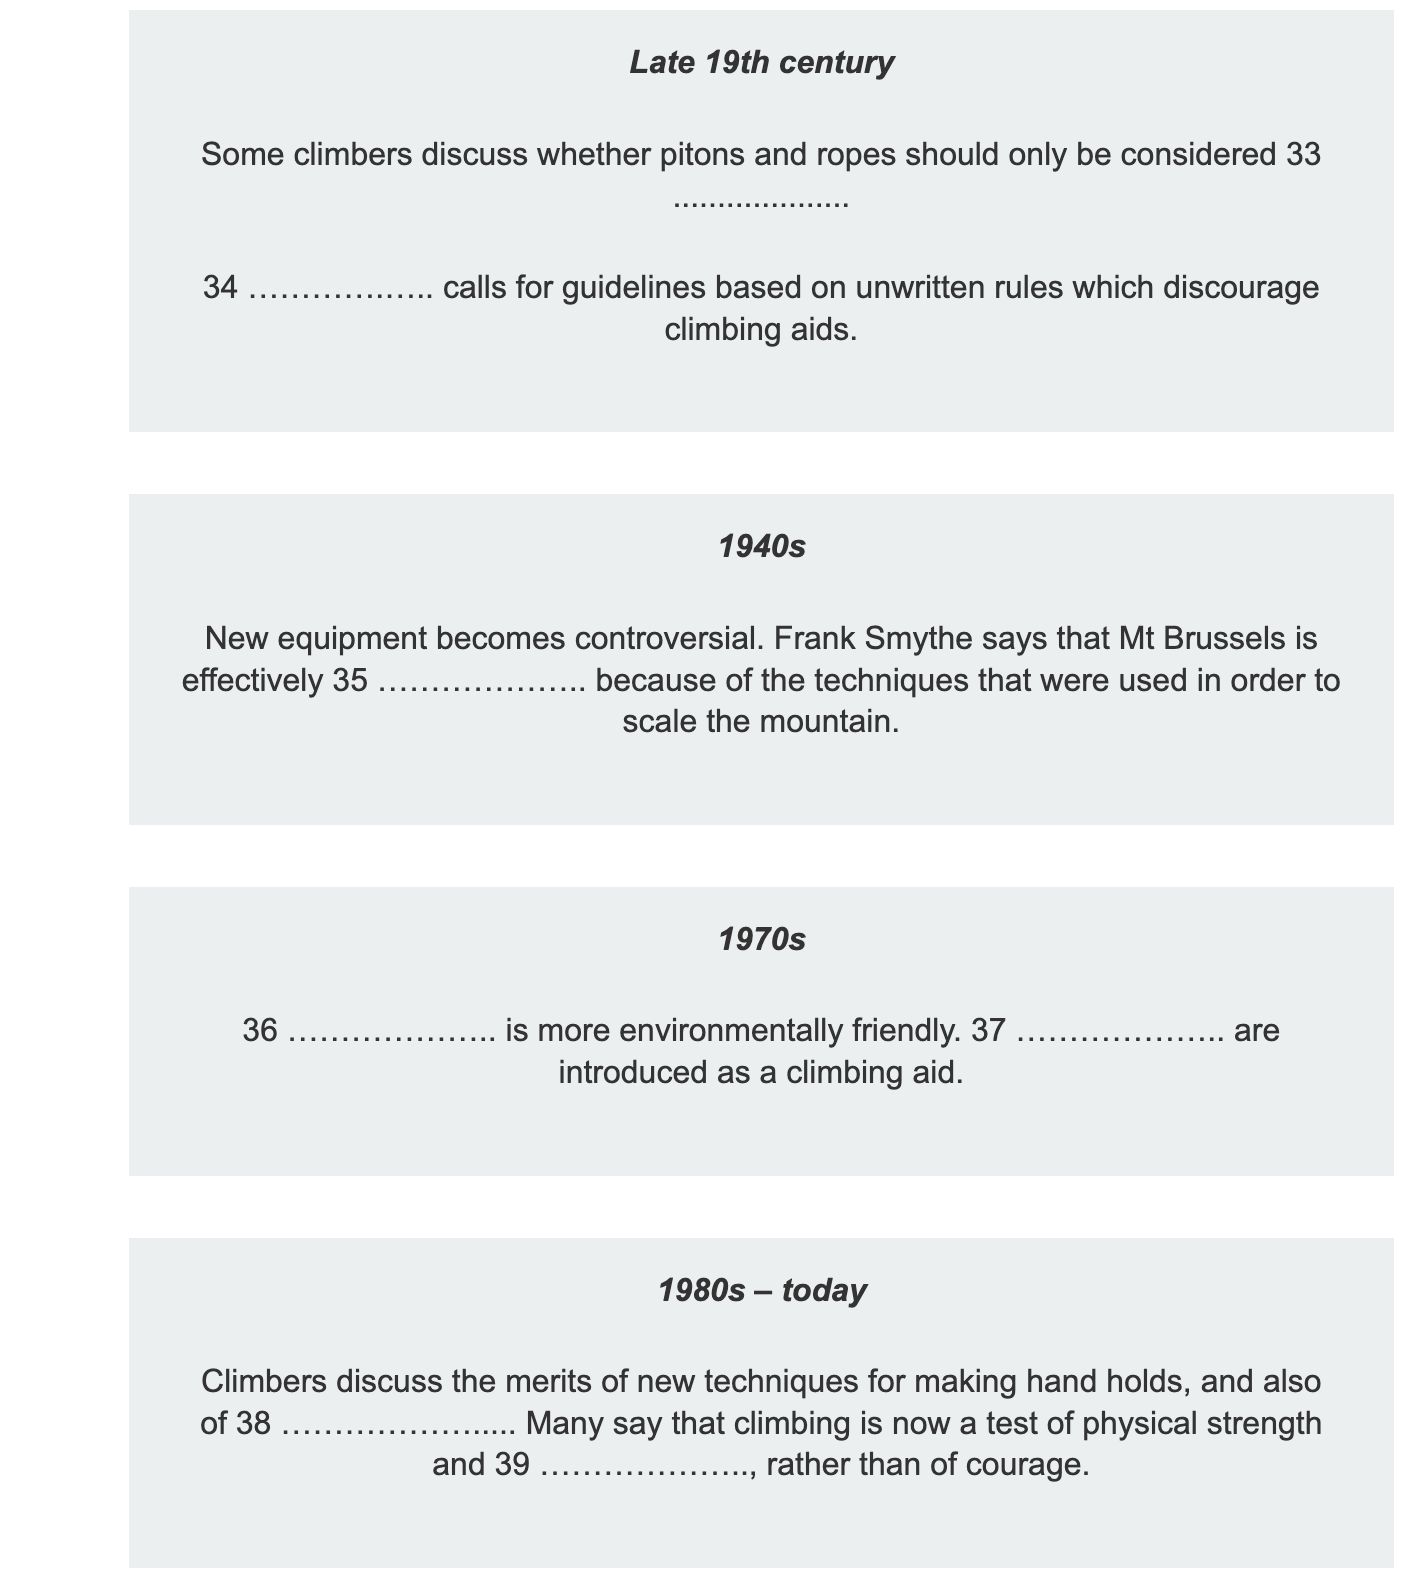 Late 19th century
Some climbers discuss whether pitons and ropes should only be considered 33
....................
34 ………….….. calls for guidelines based on unwritten rules which discourage
climbing aids.
1940s
New equipment becomes controversial. Frank Smythe says that Mt Brussels is
effectively 35 ……………….. because of the techniques that were used in order to
scale the mountain.
1970s
36 ……………….. is more environmentally friendly. 37 ……………….. are
introduced as a climbing aid.
1980s – today
Climbers discuss the merits of new techniques for making hand holds, and also
of 38 ………………..... Many say that climbing is now a test of physical strength
and 39 ……………….., rather than of courage.